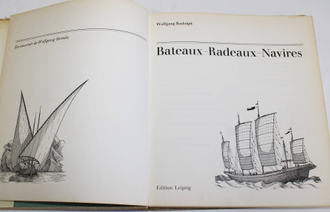 Wolfgang Rudolph
Bateaux-Radeaux-Navires
Edition Leipzig